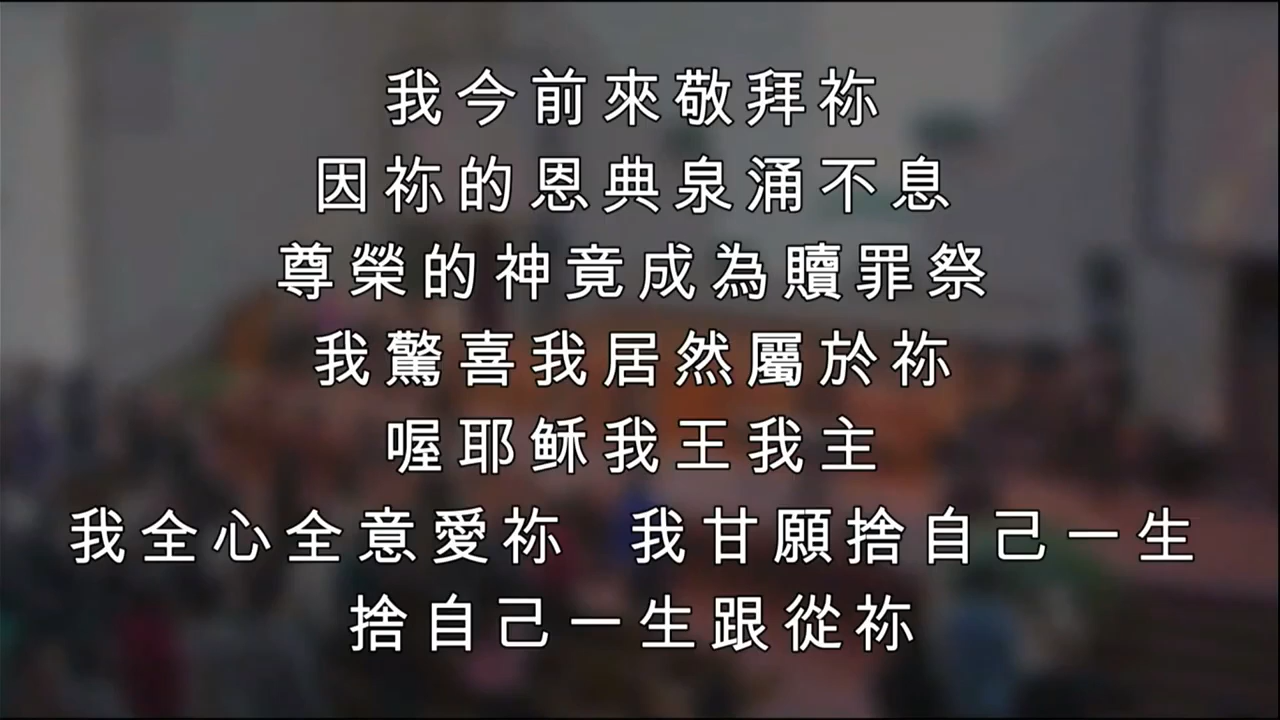 我今前來敬拜祢
因祢的恩典泉涌不息
尊榮的神竟成為贖罪祭
我驚喜我居然屬於祢
喔耶稣我王我主
我全心全意愛祢 我甘願捨自己一生
捨自己一生跟從祢